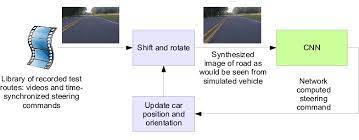 Library of recorded test
routes: videos and time-
synchronized steering
commands
Shift and rotate
Synthesized
image of road as
would be seen from
simulated vehicle
CNN
Network
computed
steering
command
Update car
position and
orientation